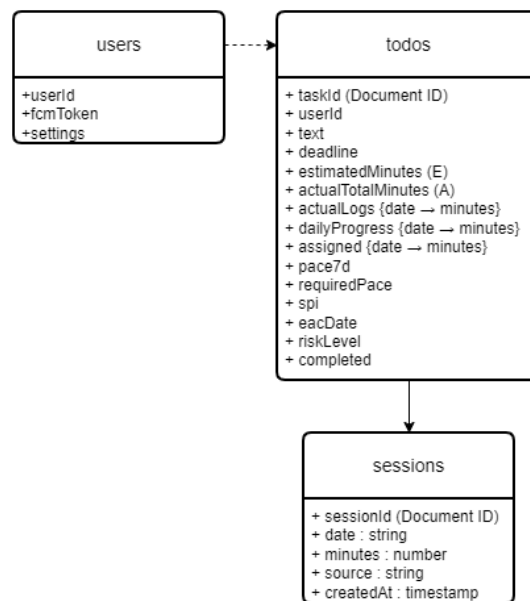 users
+userId
+fcmToken
+settings
todos
+ taskId (Document ID)
+ userId
+ text
+ deadline
+ estimatedMinutes (E)
+ actualTotalMinutes (A)
+ actualLogs {date → minutes}
+ dailyProgress {date → minutes}
+ assigned {date → minutes}
+ pace7d
+ requiredPace
+ spi
+ eacDate
+ riskLevel
+ completed
sessions
+ sessionId (Document ID)
+ date : string
+ minutes : number
+ source : string
+ createdAt : timestamp